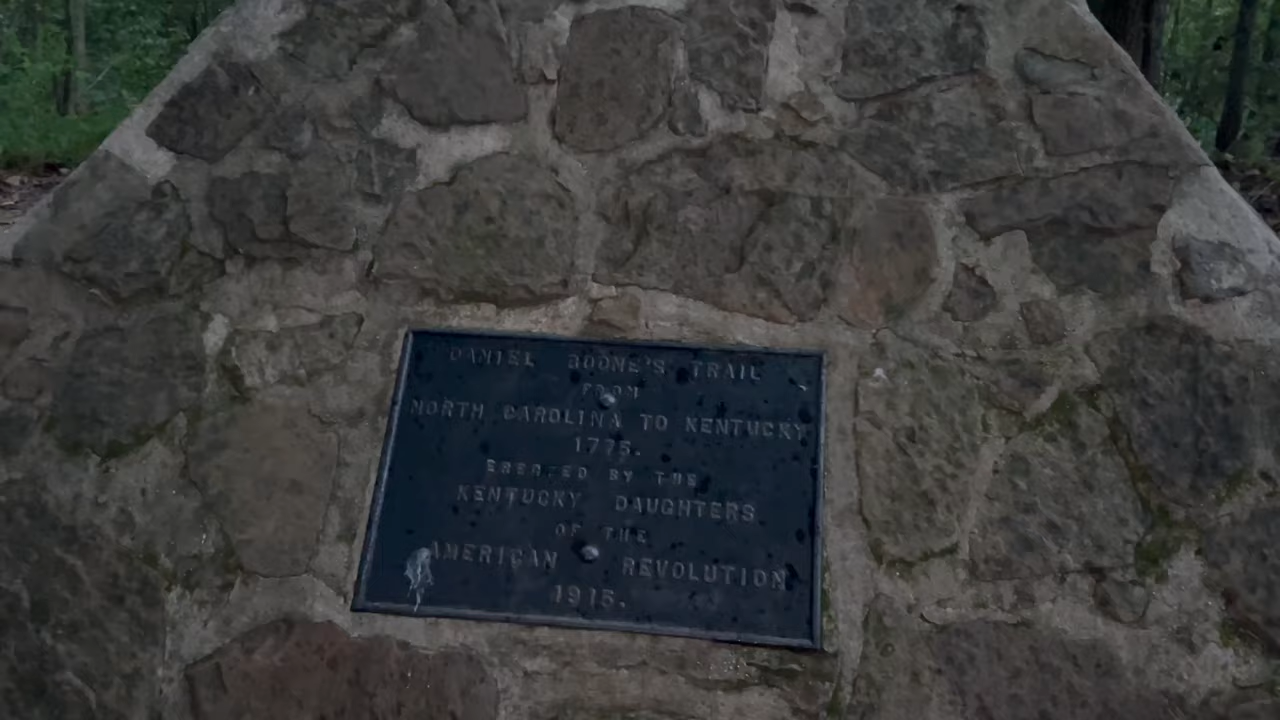 DANIEL BOONE'S TRAIL
FROM
NORTH CAROLINA TO KENTUCKY
1775.
ERECTED BY THE
KENTUCKY DAUGHTERS
OF THE
AMERICAN REVOLUTION
1915.